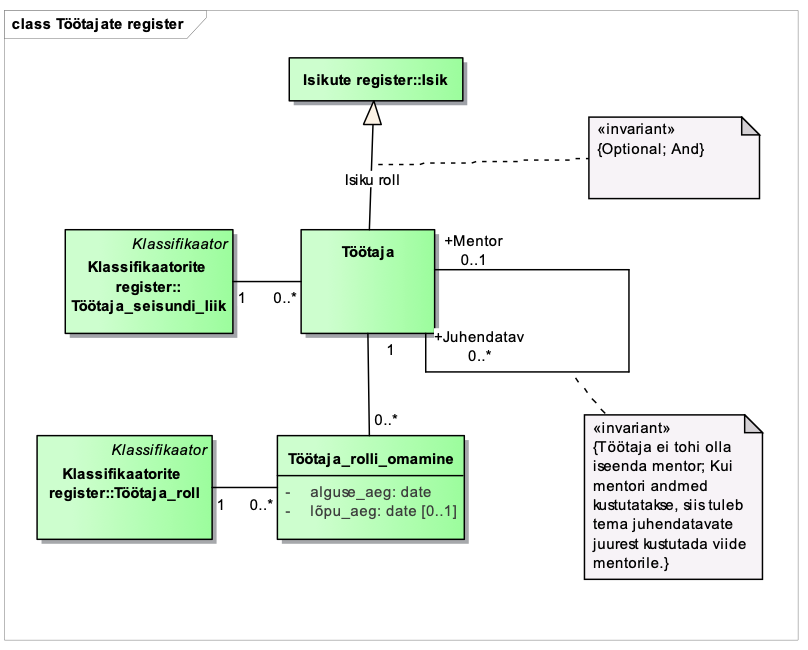 class Töötajate register
Isikute register::Isik
«invariant»
{Optional; And}
Isiku roll
Klassifikaator
Klassifikaatorite
register::
Töötaja_seisundi_liik
1
0..*
Töötaja
+Mentor
0..1
+Juhendatav
0..*
1
0..*
Klassifikaator
Klassifikaatorite
register::Töötaja_roll
1
0..*
Töötaja_rolli_omamine
- alguse_aeg: date
- lõpu_aeg: date [0..1]
«invariant»
{Töötaja ei tohi olla
iseenda mentor; Kui
mentori andmed
kustutatakse, siis tuleb
tema juhendatavate
juurest kustutada viide
mentorile.}